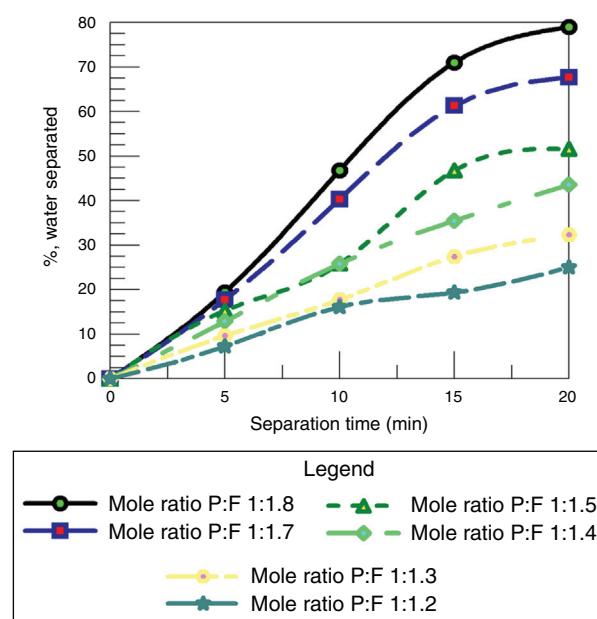 80
70
60
50
40
30
20
10
0
%, water separated
0 5 10 15 20
Separation time (min)
Legend
Mole ratio P:F 1:1.8
Mole ratio P:F 1:1.5
Mole ratio P:F 1:1.7
Mole ratio P:F 1:1.4
Mole ratio P:F 1:1.3
Mole ratio P:F 1:1.2